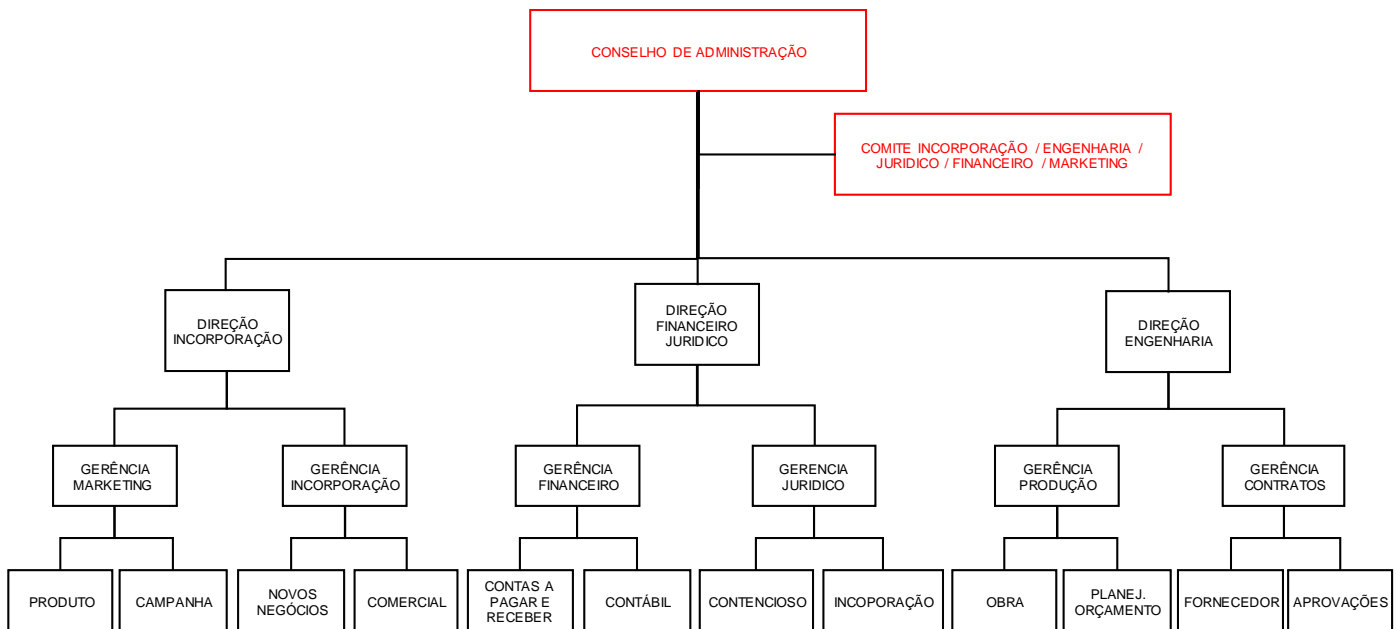 CONSELHO DE ADMINISTRAÇÃO
COMITE INCORPORAÇÃO / ENGENHARIA /
JURIDICO / FINANCEIRO / MARKETING
DIREÇÃO
INCORPORAÇÃO
DIREÇÃO
FINANCEIRO
JURIDICO
DIREÇÃO
ENGENHARIA
GERÊNCIA
MARKETING
GERÊNCIA
INCORPORAÇÃO
GERÊNCIA
FINANCEIRO
GERENCIA
JURIDICO
GERÊNCIA
PRODUÇÃO
GERÊNCIA
CONTRATOS
PRODUTO
CAMPANHA
NOVOS
NEGÓCIOS
COMERCIAL
CONTAS A
PAGAR E
RECEBER
CONTÁBIL
CONTENCIOSO
INCOPORAÇÃO
OBRA
PLANEJ.
ORÇAMENTO
FORNECEDOR
APROVAÇÕES